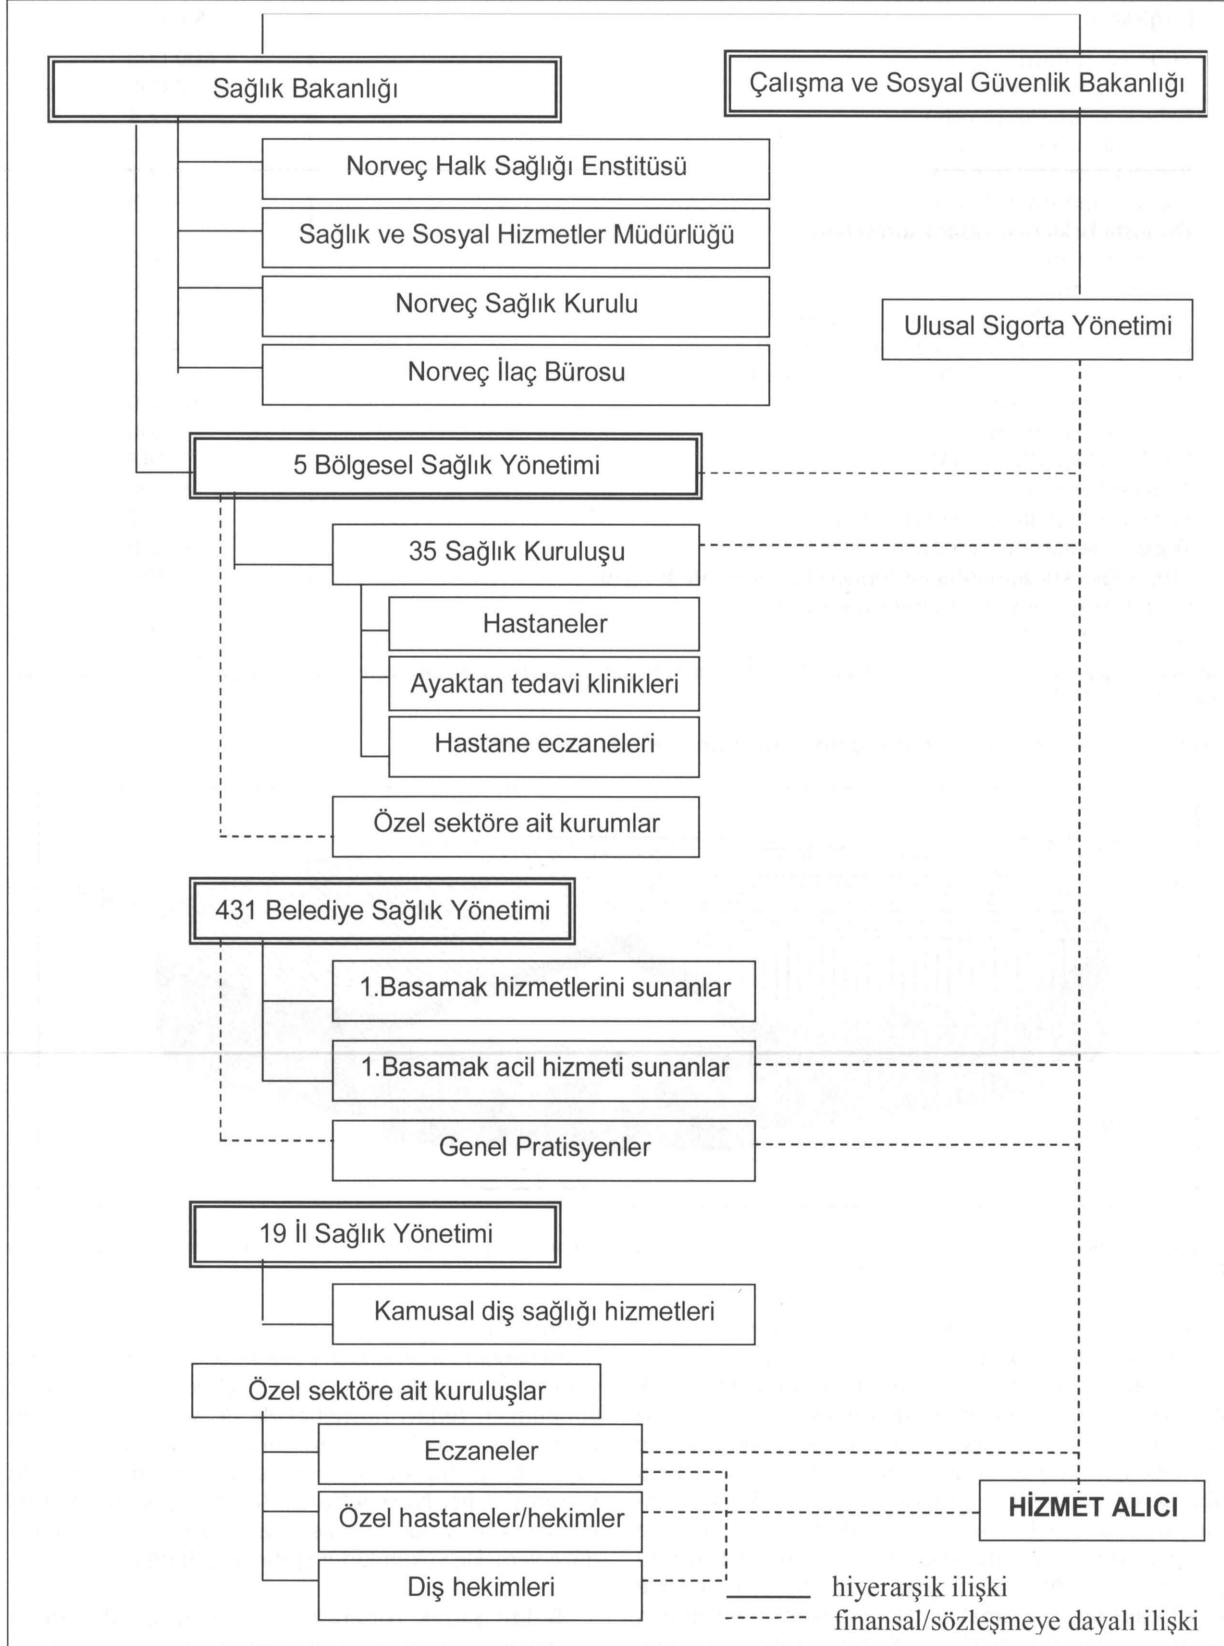 Sağlık Bakanlığı
Çalışma ve Sosyal Güvenlik Bakanlığı
Norveç Halk Sağlığı Enstitüsü
Sağlık ve Sosyal Hizmetler Müdürlüğü
Norveç Sağlık Kurulu
Ulusal Sigorta Yönetimi
Norveç İlaç Bürosu
5 Bölgesel Sağlık Yönetimi
35 Sağlık Kuruluşu
Hastaneler
Ayaktan tedavi klinikleri
Hastane eczaneleri
Özel sektöre ait kurumlar
431 Belediye Sağlık Yönetimi
1.Basamak hizmetlerini sunanlar
1.Basamak acil hizmeti sunanlar
Genel Pratisyenler
19 İl Sağlık Yönetimi
Kamusal diş sağlığı hizmetleri
Özel sektöre ait kuruluşlar
Eczaneler
Özel hastaneler/hekimler
HİZMET ALICI
Diş hekimleri
hiyerarşik ilişki
finansal/sözleşmeye dayalı ilişki